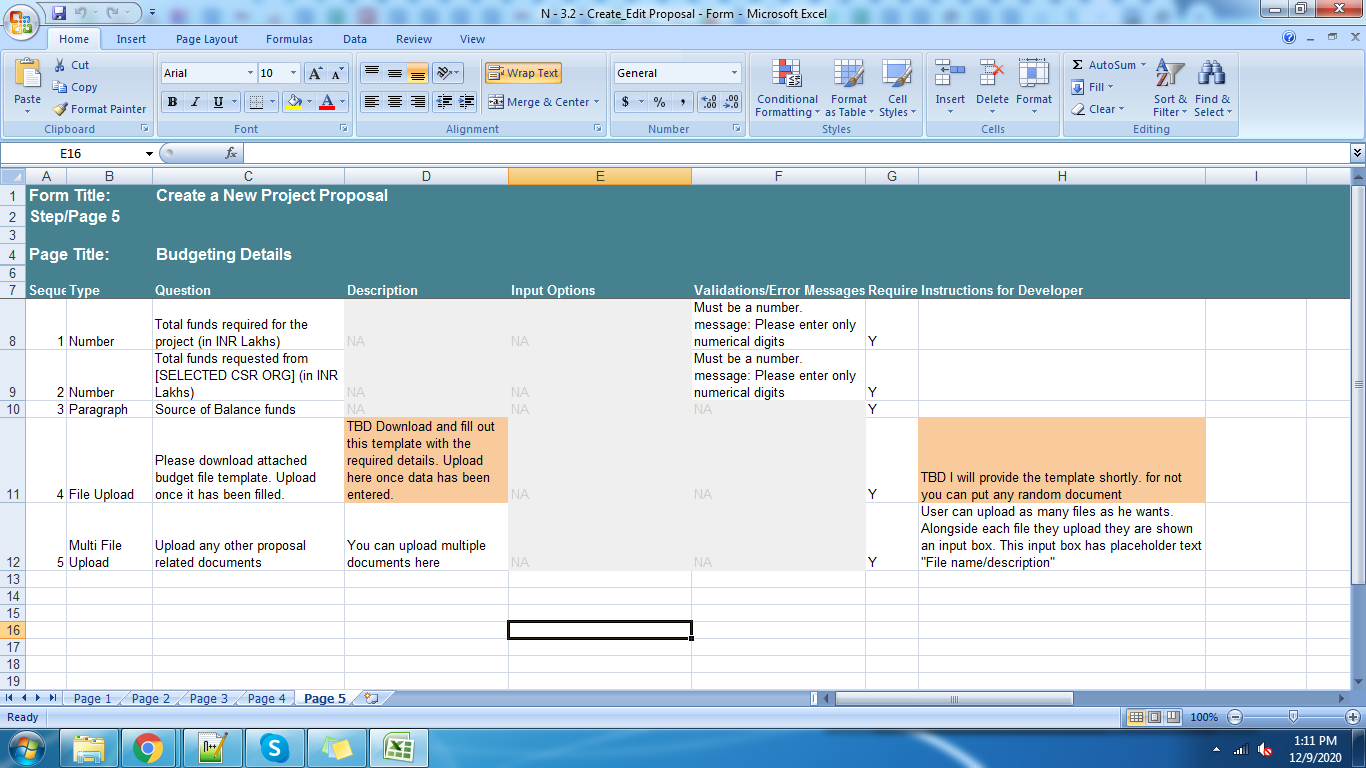 N - 3.2 - Create_Edit Proposal - Form - Microsoft Excel
Home Insert Page Layout Formulas Data Review View
Paste
Cut
Copy
Format Painter
Clipboard
Arial 10
B I U
A A
Font
Wrap Text
Merge & Center
Alignment
General
$ % ,
Number
Conditional Formatting
Format as Table
Cell Styles
Styles
Insert Delete Format
Cells
Σ AutoSum
Fill
Clear
Sort & Filter
Find & Select
Editing
E16 fx
A B C D E F G H I
1 Form Title: Create a New Project Proposal
2 Step/Page 5
3
4 Page Title: Budgeting Details
6
7 Seque Type Question Description Input Options Validations/Error Messages Require Instructions for Developer
8 1 Number
Total funds required for the
project (in INR Lakhs)
NA
NA
Must be a number.
message: Please enter only
numerical digits
Y
9 2 Number
Total funds requested from
[SELECTED CSR ORG] (in INR
Lakhs)
NA
NA
Must be a number.
message: Please enter only
numerical digits
Y
10 3 Paragraph Source of Balance funds NA NA NA Y
11 4 File Upload
Please download attached
budget file template. Upload
once it has been filled.
TBD Download and fill out
this template with the
required details. Upload
here once data has been
entered.
NA
NA
Y
TBD I will provide the template shortly. for not
you can put any random document
12 5
Multi File
Upload
Upload any other proposal
related documents
You can upload multiple
documents here
NA
NA
Y
User can upload as many files as he wants.
Alongside each file they upload they are shown
an input box. This input box has placeholder text
"File name/description"
13
14
15
16
17
18
19
Page 1 Page 2 Page 3 Page 4 Page 5
Ready 100%
1:11 PM
12/9/2020